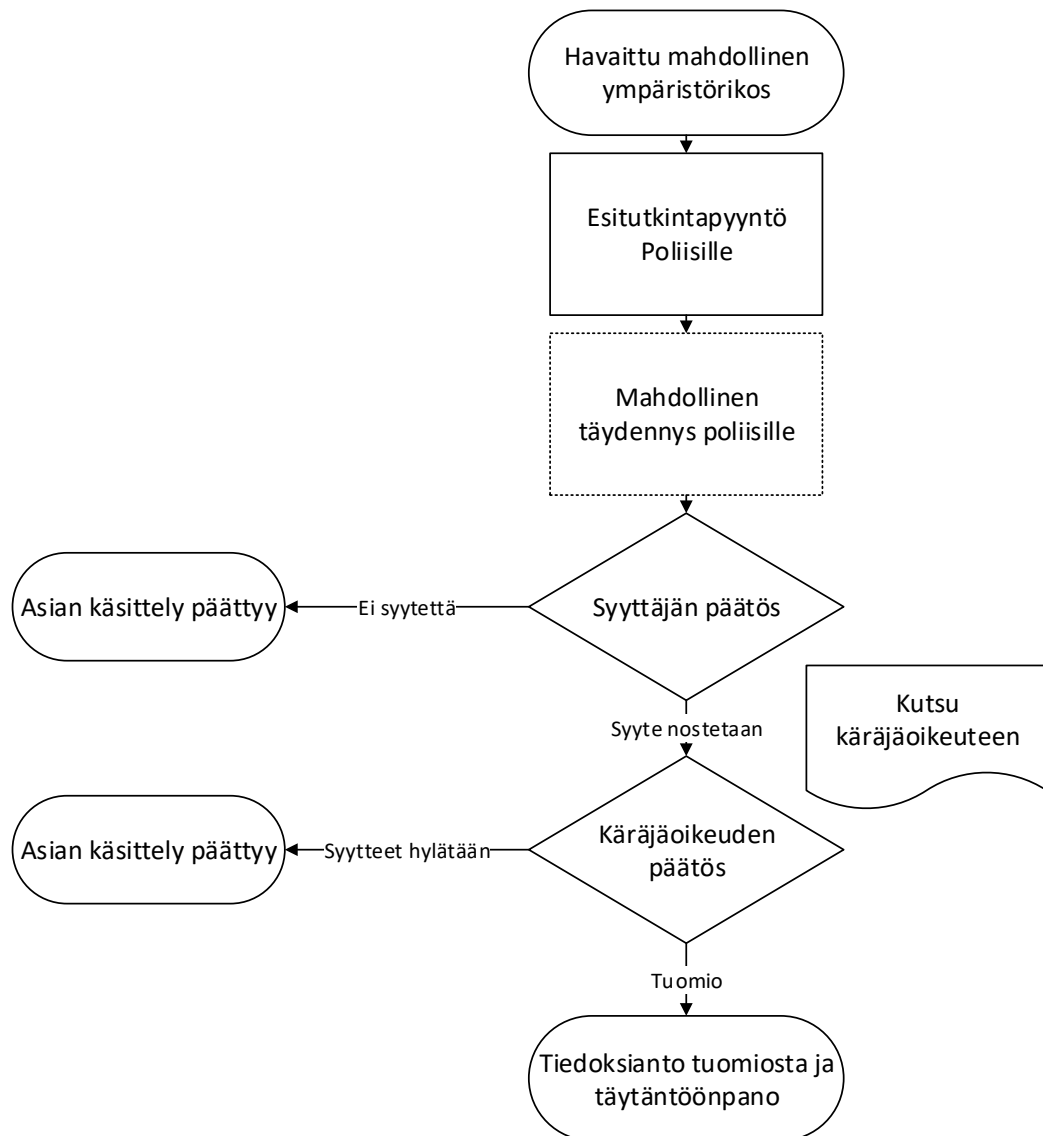 Havaittu mahdollinen
ympäristörikos
Esitutkintapyyntö
Poliisille
Mahdollinen
täydennys poliisille
Asian käsittely päättyy
Ei syytettä
Syyttäjän päätös
Kutsu
käräjäoikeuteen
Syyte nostetaan
Asian käsittely päättyy
Syytteet hylätään
Käräjäoikeuden
päätös
Tuomio
Tiedoksianto tuomiosta ja
täytäntöönpano